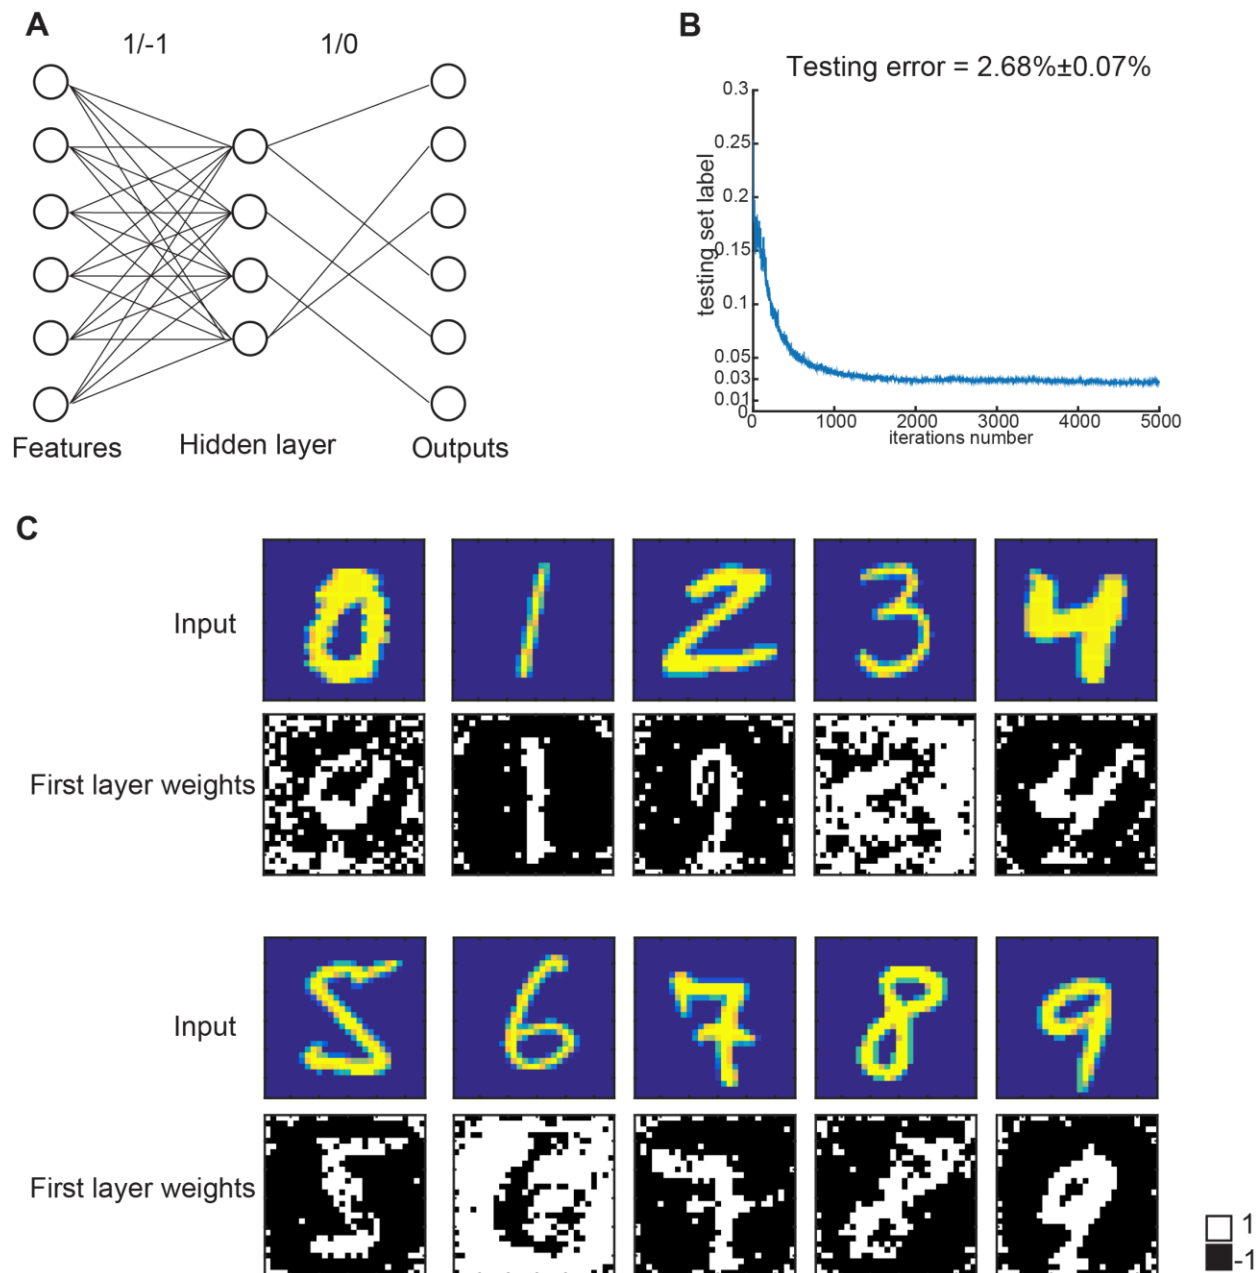 A
1/-1
1/0
Features
Hidden layer
Outputs
B
Testing error = 2.68%±0.07%
testing set label
0.3
0.25
0.2
0.15
0.1
0.05
0.03
0.01
0
0
1000
2000
3000
4000
5000
iterations number
C
Input
First layer weights
Input
First layer weights
1
-1